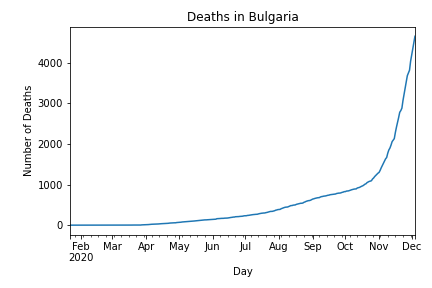 Deaths in Bulgaria
Number of Deaths
4000
3000
2000
1000
0
Feb Mar Apr May Jun Jul Aug Sep Oct Nov Dec
2020
Day